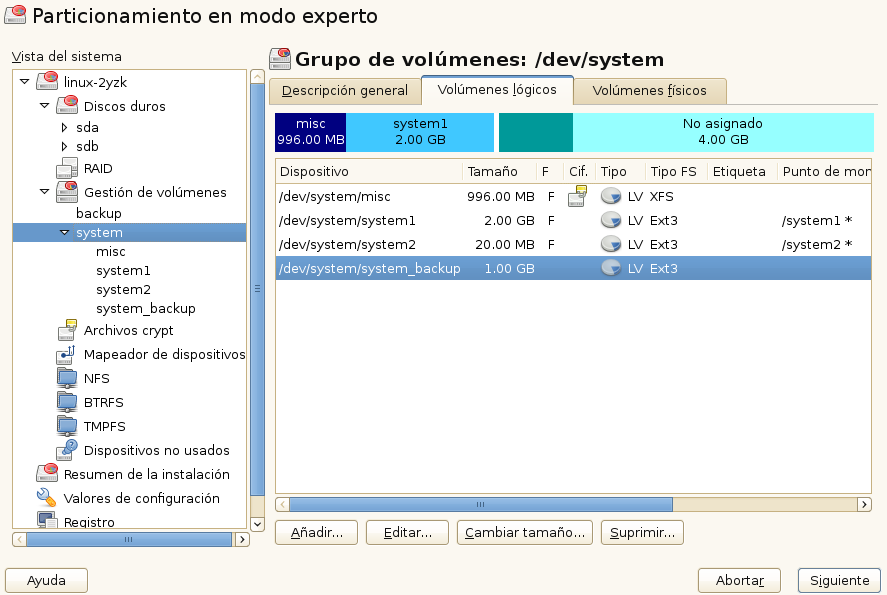 Particionamiento en modo experto
Vista del sistema
linux-2yzk
Discos duros
sda
sdb
RAID
Gestión de volúmenes
backup
system
misc
system1
system2
system_backup
Archivos crypt
Mapeador de dispositivos
NFS
BTRFS
TMPFS
Dispositivos no usados
Resumen de la instalación
Valores de configuración
Registro
Grupo de volúmenes: /dev/system
Descripción general Volúmenes lógicos Volúmenes físicos
misc system1 No asignado
996.00 MB 2.00 GB 4.00 GB
Dispositivo Tamaño F Cif. Tipo Tipo FS Etiqueta Punto de mon
/dev/system/misc 996.00 MB F LV XFS
/dev/system/system1 2.00 GB F LV Ext3 /system1 *
/dev/system/system2 20.00 MB F LV Ext3 /system2 *
/dev/system/system_backup 1.00 GB LV Ext3
Añadir... Editar... Cambiar tamaño... Suprimir...
Ayuda Abortar Siguiente